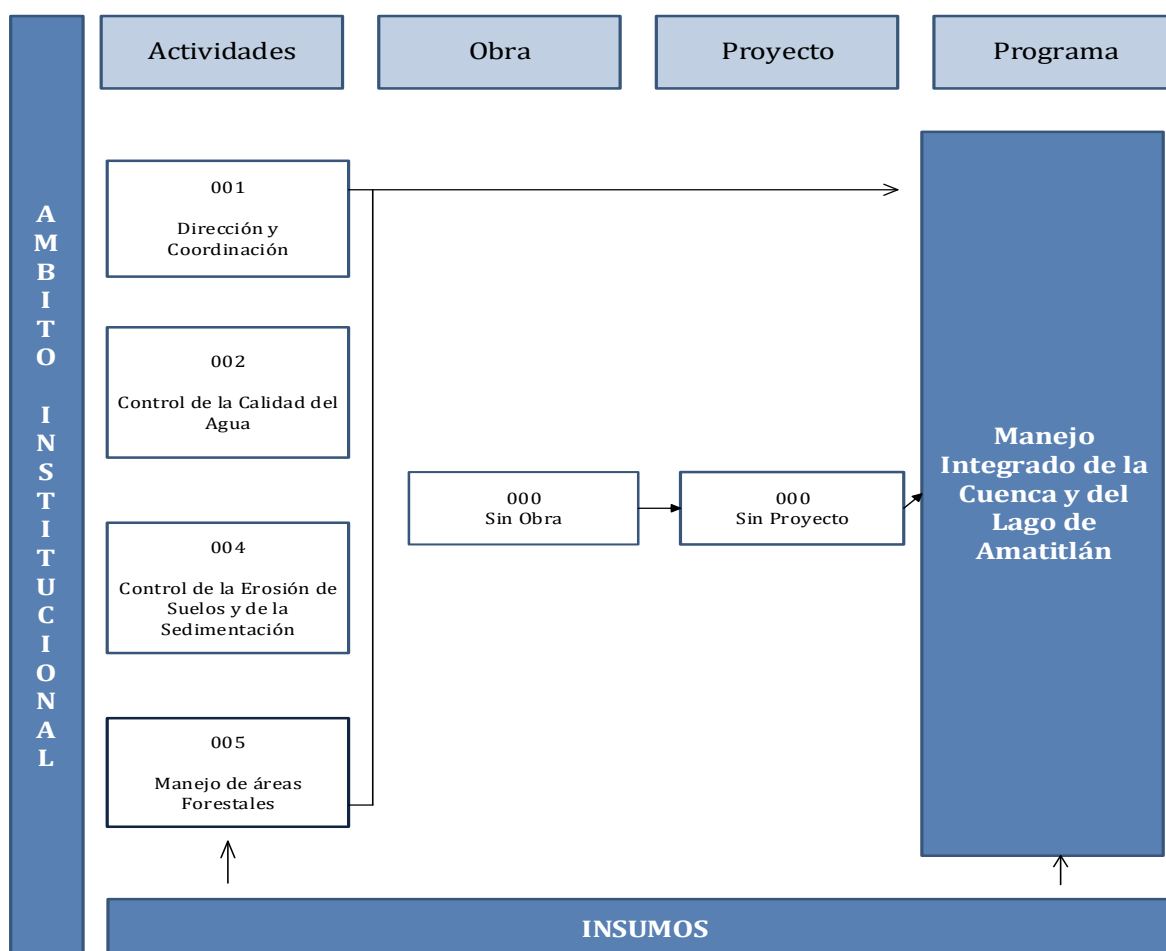 Actividades
Obra
Proyecto
Programa
AMBITO INSTITUCIONAL
001
Dirección y
Coordinación
002
Control de la Calidad del
Agua
004
Control de la Erosión de
Suelos y de la
Sedimentación
005
Manejo de áreas
Forestales
000
Sin Obra
000
Sin Proyecto
Manejo
Integrado de la
Cuenca y del
Lago de
Amatitlán
INSUMOS